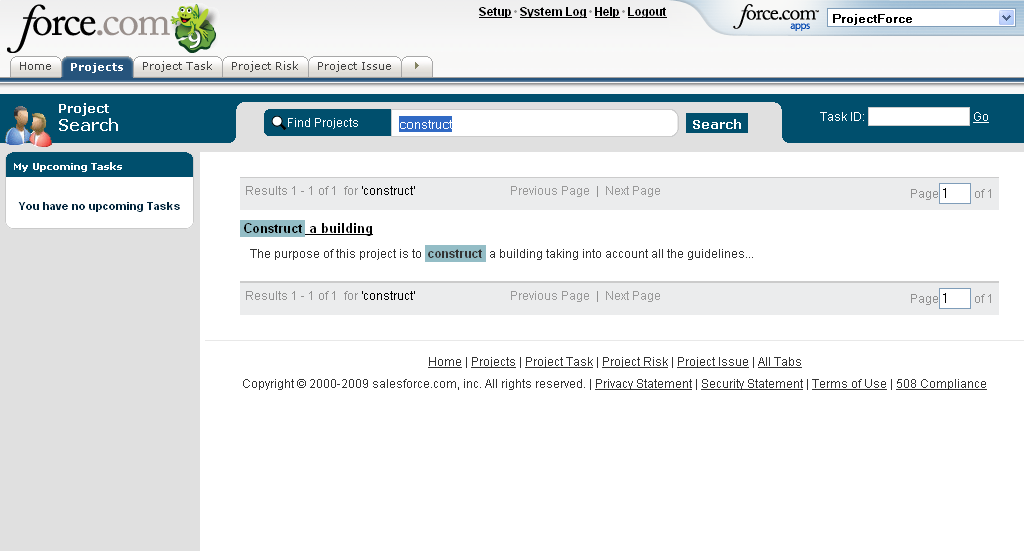 force.com 9
Setup · System Log · Help · Logout
force.com™ apps
ProjectForce
Home Projects Project Task Project Risk Project Issue
Project Search
Find Projects construct Search
Task ID: Go
My Upcoming Tasks
You have no upcoming Tasks
Results 1 - 1 of 1 for 'construct' Previous Page | Next Page Page 1 of 1
Construct a building
The purpose of this project is to construct a building taking into account all the guidelines...
Results 1 - 1 of 1 for 'construct' Previous Page | Next Page Page 1 of 1
Home | Projects | Project Task | Project Risk | Project Issue | All Tabs
Copyright © 2000-2009 salesforce.com, inc. All rights reserved. | Privacy Statement | Security Statement | Terms of Use | 508 Compliance